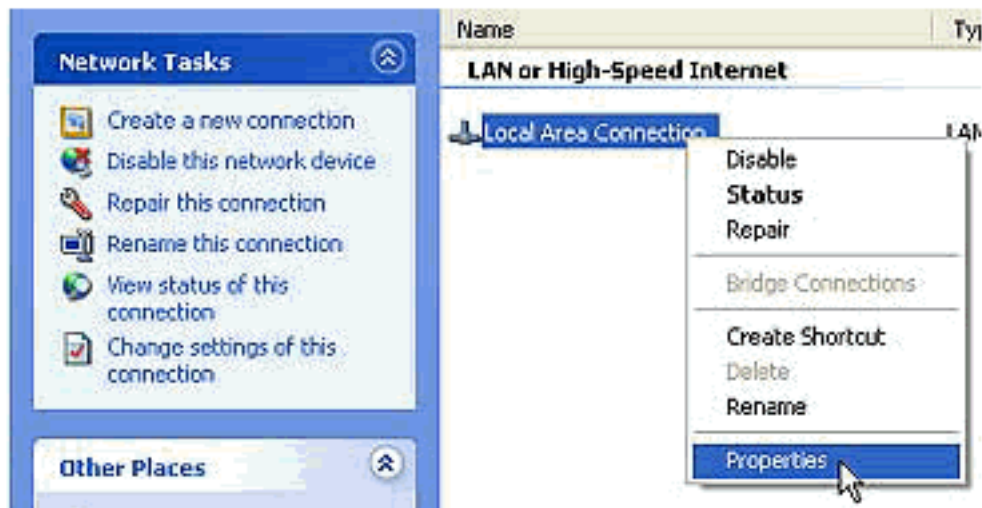 Network Tasks
Create a new connection
Disable this network device
Repair this connection
Rename this connection
View status of this
connection
Change settings of this
connection
Other Places
Name
LAN or High-Speed Internet
Local Area Connection
Disable
Status
Repair
Bridge Connections
Create Shortcut
Delete
Rename
Properties